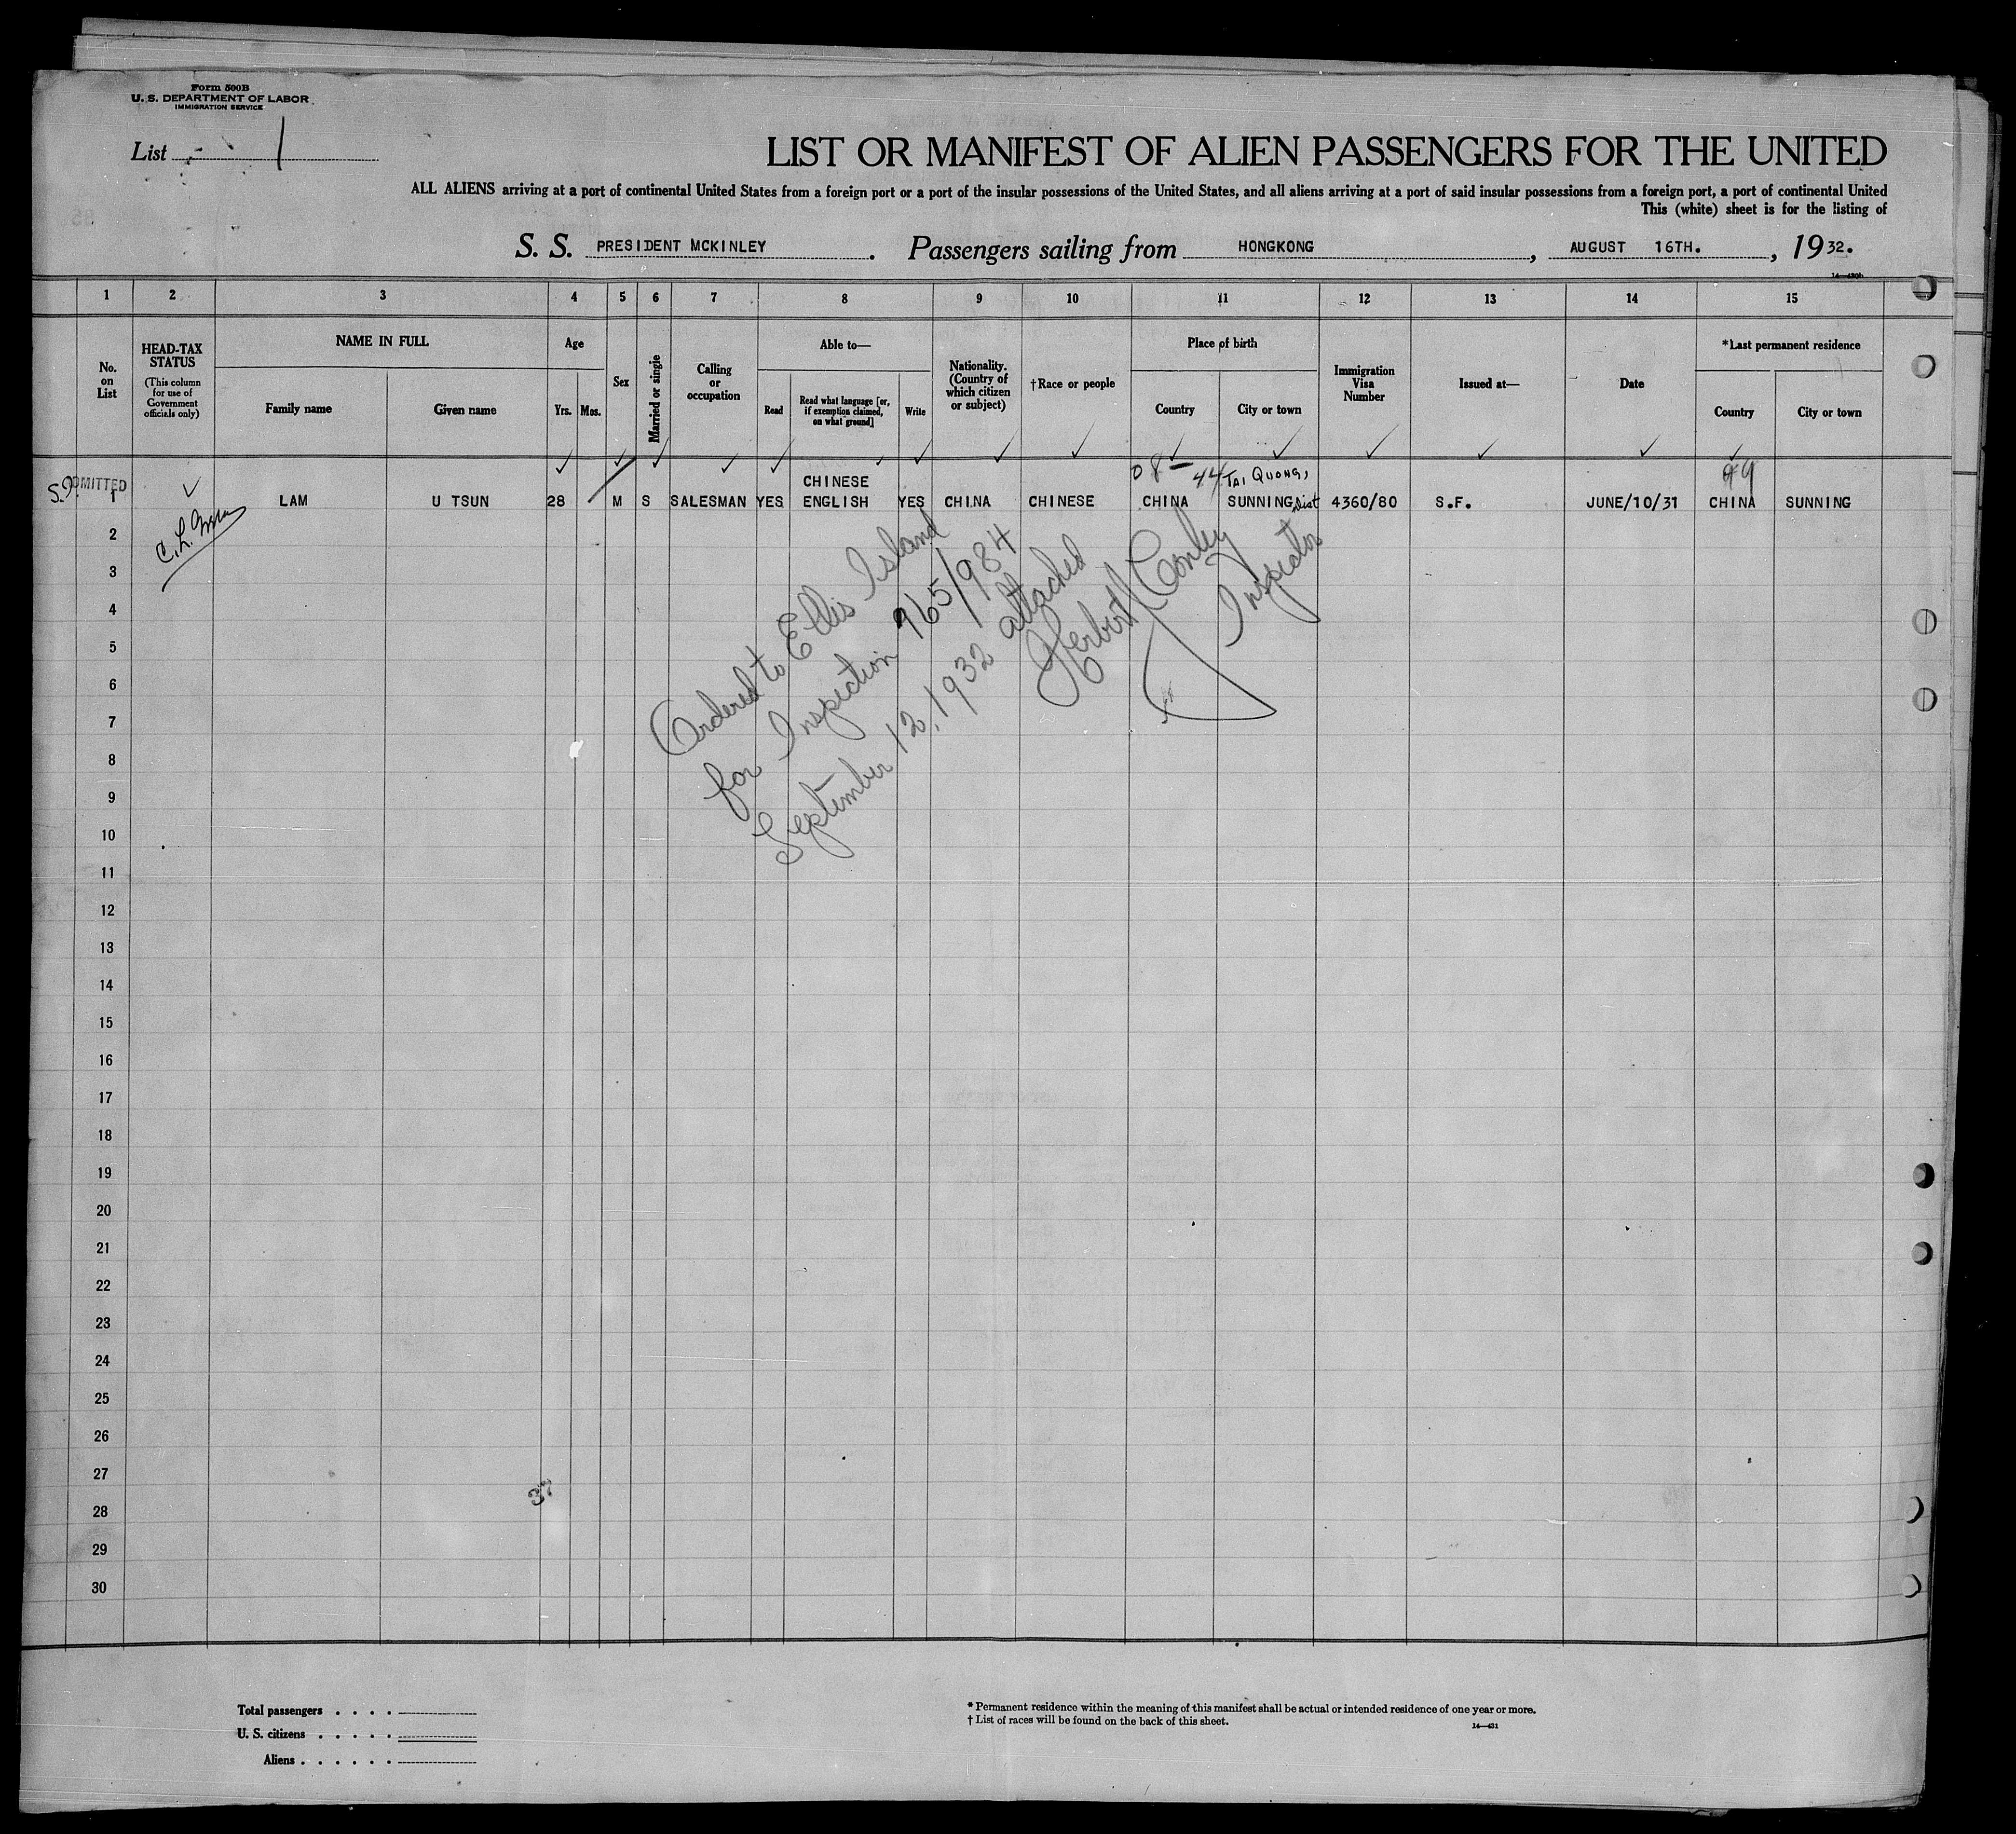 Form 500B
U. S. DEPARTMENT OF LABOR
IMMIGRATION SERVICE
List 1
LIST OR MANIFEST OF ALIEN PASSENGERS FOR THE UNITED
ALL ALIENS arriving at a port of continental United States from a foreign port or a port of the insular possessions of the United States, and all aliens arriving at a port of said insular possessions from a foreign port, a port of continental United
This (white) sheet is for the listing of
S. S. PRESIDENT MCKINLEY. Passengers sailing from HONGKONG, AUGUST 16TH., 1932.
14—430b
1 2 3 4 5 6 7 8 9 10 11 12 13 14 15
No. on List
HEAD-TAX STATUS
(This column for use of Government officials only)
NAME IN FULL
Family name
Given name
Age
Yrs.
Mos.
Sex
Married or single
Calling or occupation
Able to—
Read
Read what language [or, if exemption claimed, on what ground]
Write
Nationality. (Country of which citizen or subject)
†Race or people
Place of birth
Country
City or town
Immigration Visa Number
Issued at—
Date
*Last permanent residence
Country
City or town
08 - 44 TAI QUONG, 99
S.I. ADMITTED
CHINESE
1 LAM U TSUN 28 M S SALESMAN YES ENGLISH YES CHINA CHINESE CHINA SUNNING Dist 4360/80 S.F. JUNE/10/31 CHINA SUNNING
C. L.
Ordered to Ellis Island
for Inspection 965/984
September 12, 1932 attached
Herbert Conley
Inspector
2
3
4
5
6
7
8
9
10
11
12
13
14
15
16
17
18
19
20
21
22
23
24
25
26
27
37
28
29
30
Total passengers . . . .
U. S. citizens . . . . .
Aliens . . . . . .
* Permanent residence within the meaning of this manifest shall be actual or intended residence of one year or more.
† List of races will be found on the back of this sheet.
14—431